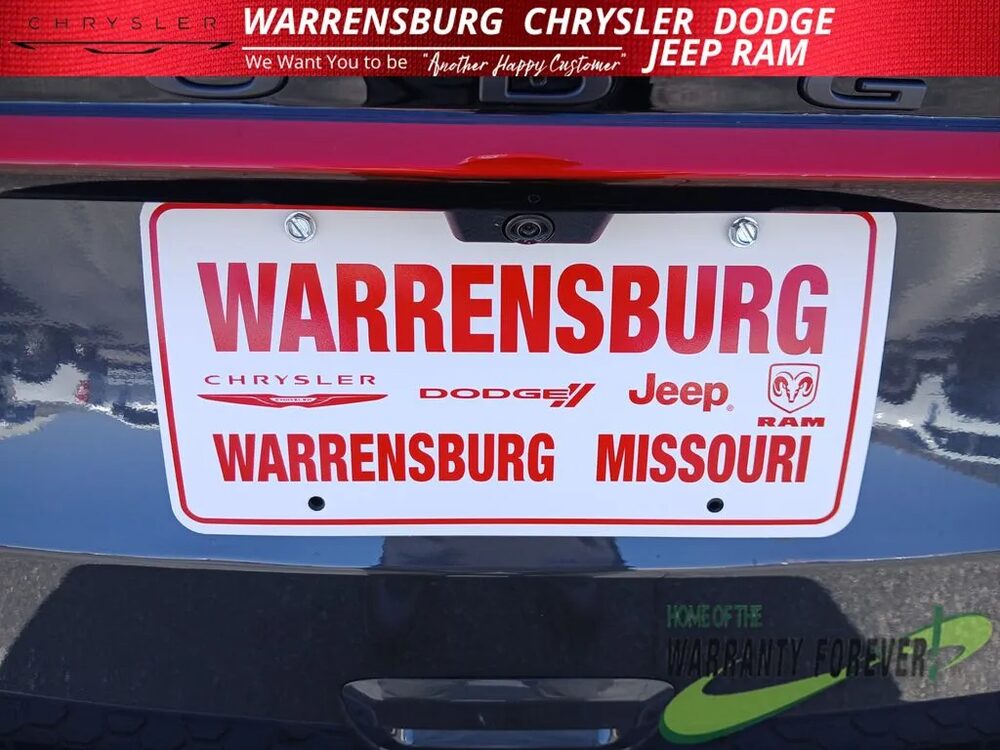 CHRYSLER
WARRENSBURG CHRYSLER DODGE
JEEP RAM
We Want You to be "Another Happy Customer"
WARRENSBURG
CHRYSLER DODGE// Jeep® RAM
WARRENSBURG MISSOURI
HOME OF THE
WARRANTY FOREVER